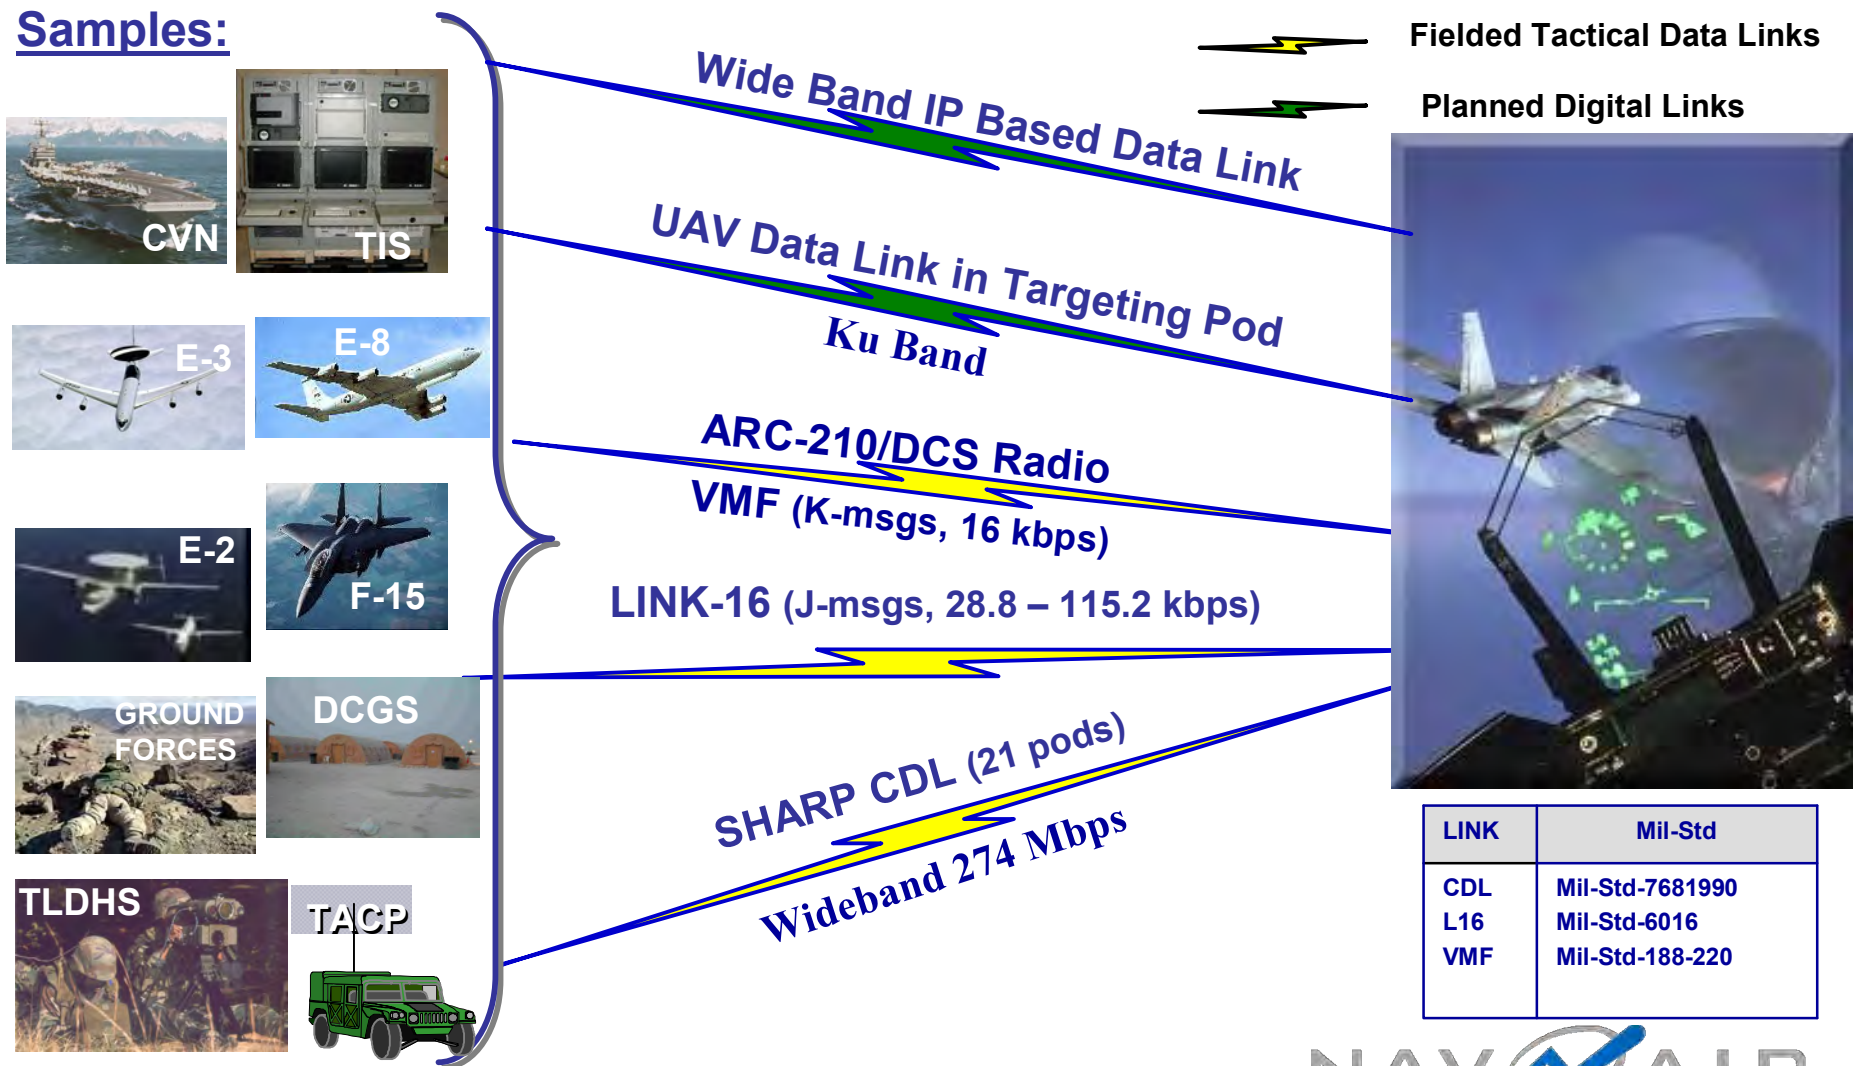 Samples:
Fielded Tactical Data Links
Planned Digital Links
CVN
TIS
E-3
E-8
E-2
F-15
GROUND
FORCES
DCGS
TLDHS
TACP
Wide Band IP Based Data Link
UAV Data Link in Targeting Pod
Ku Band
ARC-210/DCS Radio
VMF (K-msgs, 16 kbps)
LINK-16 (J-msgs, 28.8 – 115.2 kbps)
SHARP CDL (21 pods)
Wideband 274 Mbps
LINK Mil-Std
CDL Mil-Std-7681990
L16 Mil-Std-6016
VMF Mil-Std-188-220
NAVAIR